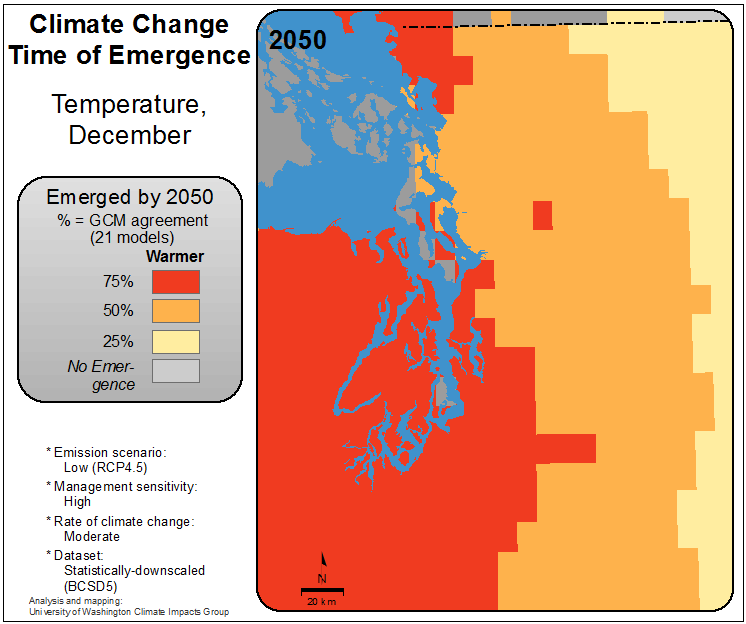 Climate Change
Time of Emergence
Temperature,
December
Emerged by 2050
% = GCM agreement
(21 models)
Warmer
75%
50%
25%
No Emer-
gence
* Emission scenario:
Low (RCP4.5)
* Management sensitivity:
High
* Rate of climate change:
Moderate
* Dataset:
Statistically-downscaled
(BCSD5)
Analysis and mapping:
University of Washington Climate Impacts Group
2050
N
20 km